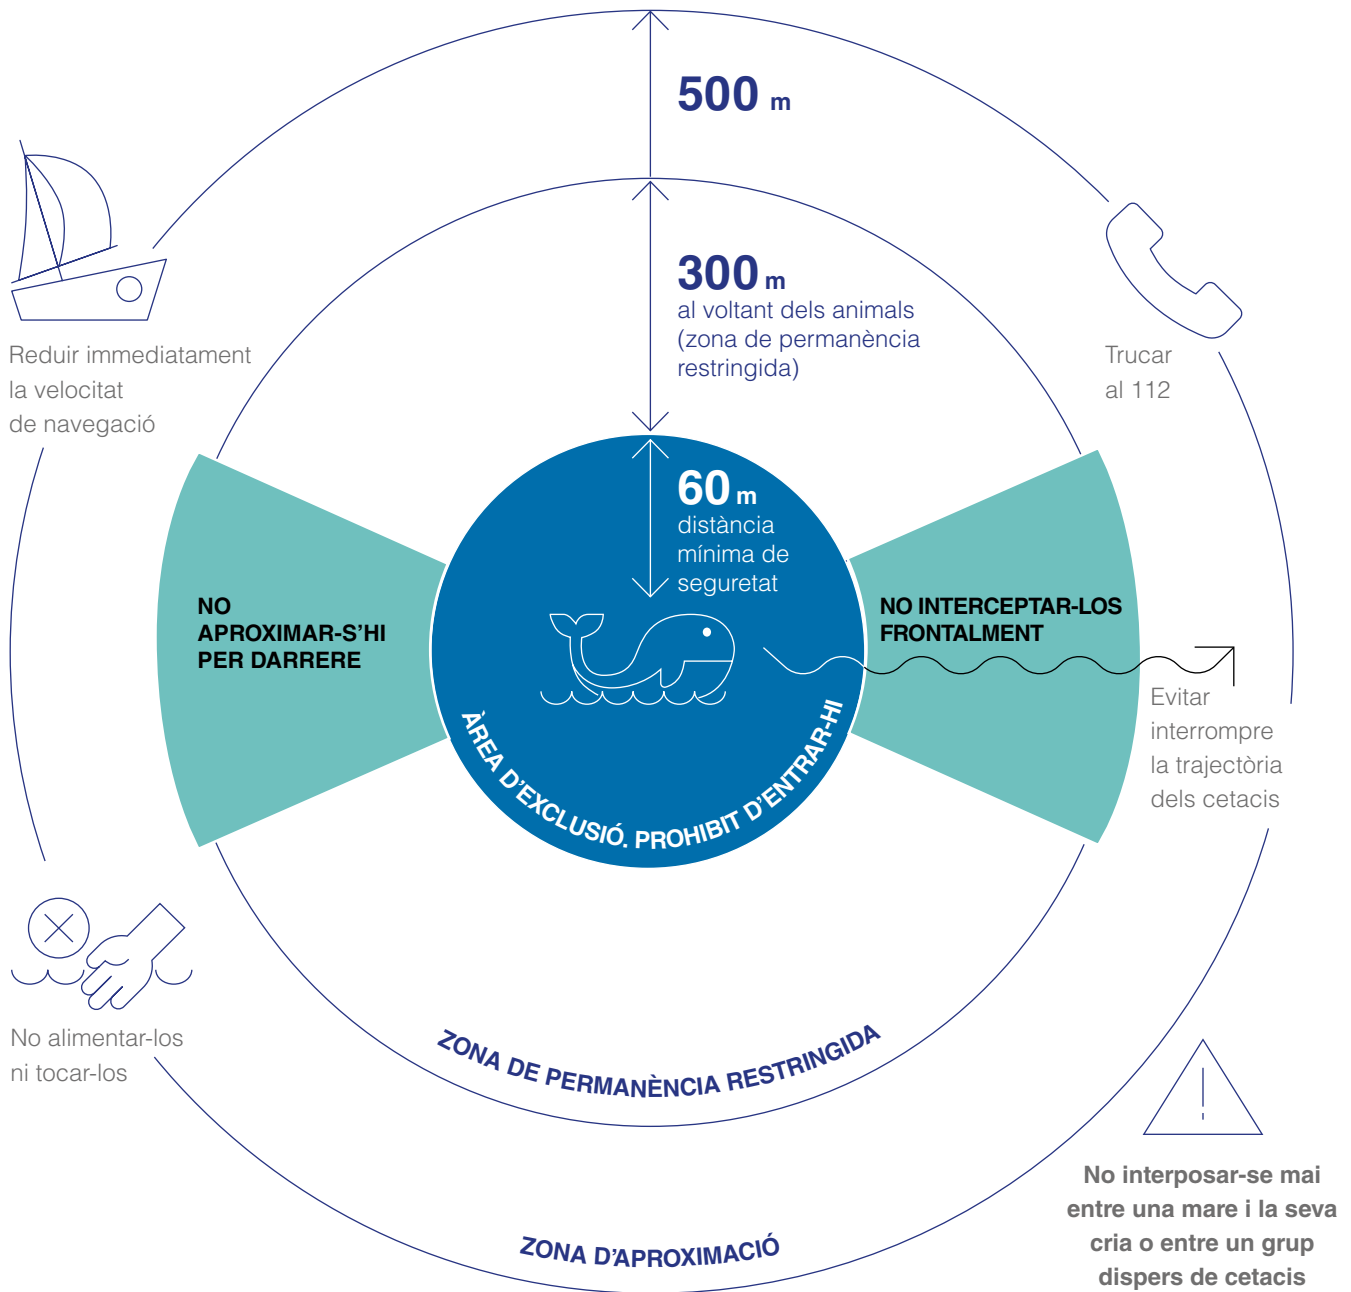 500 m
300 m
al voltant dels animals
(zona de permanència
restringida)
Reduir immediatament
la velocitat
de navegació
Trucar
al 112
60 m
distància
mínima de
seguretat
NO
APROXIMAR-S’HI
PER DARRERE
NO INTERCEPTAR-LOS
FRONTALMENT
Evitar
interrompre
la trajectòria
dels cetacis
ÀREA D’EXCLUSIÓ. PROHIBIT D’ENTRAR-HI
No alimentar-los
ni tocar-los
ZONA DE PERMANÈNCIA RESTRINGIDA
No interposar-se mai
entre una mare i la seva
cria o entre un grup
dispers de cetacis
ZONA D’APROXIMACIÓ